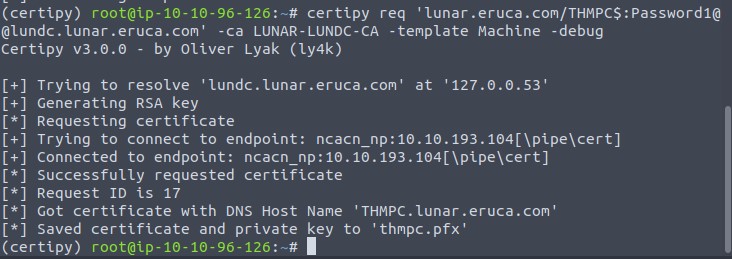 (certipy) root@ip-10-10-96-126:~# certipy req 'lunar.eruca.com/THMPC$:Password1@
@lundc.lunar.eruca.com' -ca LUNAR-LUNDC-CA -template Machine -debug
Certipy v3.0.0 - by Oliver Lyak (ly4k)
[+] Trying to resolve 'lundc.lunar.eruca.com' at '127.0.0.53'
[+] Generating RSA key
[*] Requesting certificate
[+] Trying to connect to endpoint: ncacn_np:10.10.193.104[\pipe\cert]
[+] Connected to endpoint: ncacn_np:10.10.193.104[\pipe\cert]
[*] Successfully requested certificate
[*] Request ID is 17
[*] Got certificate with DNS Host Name 'THMPC.lunar.eruca.com'
[*] Saved certificate and private key to 'thmpc.pfx'
(certipy) root@ip-10-10-96-126:~#